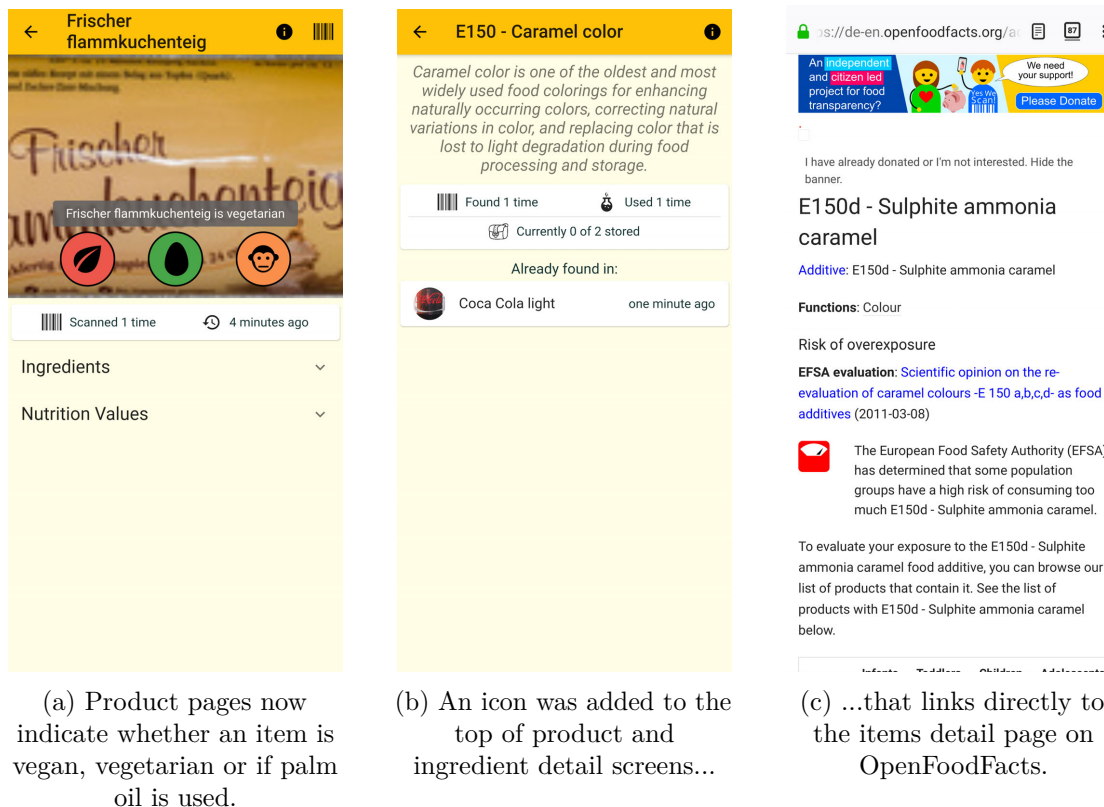 Frischer
flammkuchenteig
Frischer
Frischer flammkuchenteig is vegetarian
Scanned 1 time
4 minutes ago
Ingredients
Nutrition Values
(a) Product pages now
indicate whether an item is
vegan, vegetarian or if palm
oil is used.
E150 - Caramel color
Caramel color is one of the oldest and most
widely used food colorings for enhancing
naturally occurring colors, correcting natural
variations in color, and replacing color that is
lost to light degradation during food
processing and storage.
Found 1 time
Used 1 time
Currently 0 of 2 stored
Already found in:
Coca Cola light
one minute ago
(b) An icon was added to the
top of product and
ingredient detail screens...
os://de-en.openfoodfacts.org/ad
87
An independent
and citizen led
project for food
transparency?
Yes We
Scan!
We need
your support!
Please Donate
I have already donated or I'm not interested. Hide the
banner.
E150d - Sulphite ammonia
caramel
Additive: E150d - Sulphite ammonia caramel
Functions: Colour
Risk of overexposure
EFSA evaluation: Scientific opinion on the re-
evaluation of caramel colours -E 150 a,b,c,d- as food
additives (2011-03-08)
The European Food Safety Authority (EFSA)
has determined that some population
groups have a high risk of consuming too
much E150d - Sulphite ammonia caramel.
To evaluate your exposure to the E150d - Sulphite
ammonia caramel food additive, you can browse our
list of products that contain it. See the list of
products with E150d - Sulphite ammonia caramel
below.
Infants Toddlers Children Adolescents
(c) ...that links directly to
the items detail page on
OpenFoodFacts.